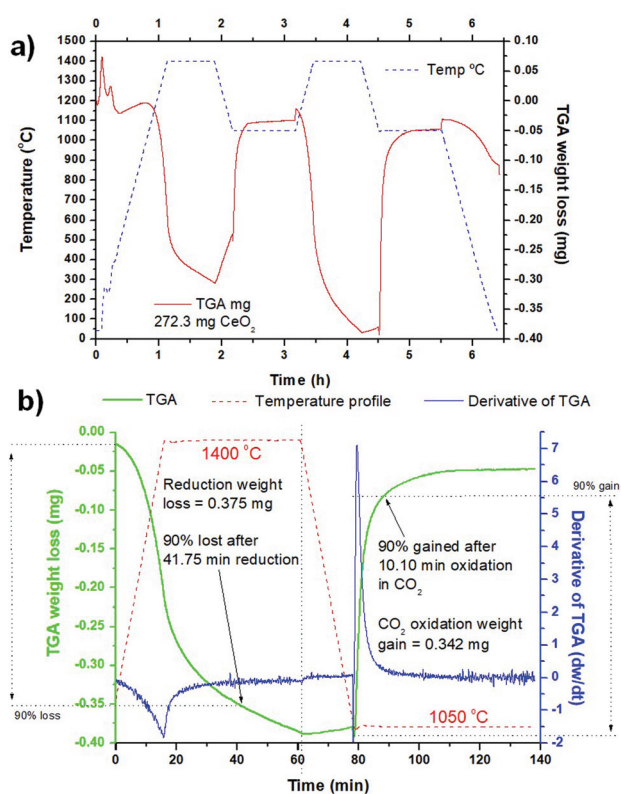 a)
0 1 2 3 4 5 6
1500
1400
1300
1200
1100
1000
900
800
700
600
500
400
300
200
100
0
Temperature (°C)
0.10
0.05
0.00
-0.05
-0.10
-0.15
-0.20
-0.25
-0.30
-0.35
-0.40
TGA weight loss (mg)
Temp ºC
TGA mg
272.3 mg CeO2
0 1 2 3 4 5 6
Time (h)
b)
TGA Temperature profile Derivative of TGA
0.00
-0.05
-0.10
-0.15
-0.20
-0.25
-0.30
-0.35
-0.40
TGA weight loss (mg)
90% loss
1400 °C
Reduction weight
loss = 0.375 mg
90% lost after
41.75 min reduction
90% gained after
10.10 min oxidation
in CO2
CO2 oxidation weight
gain = 0.342 mg
1050 °C
90% gain
7
6
5
4
3
2
1
0
-1
-2
Derivative of TGA (dw/dt)
0 20 40 60 80 100 120 140
Time (min)